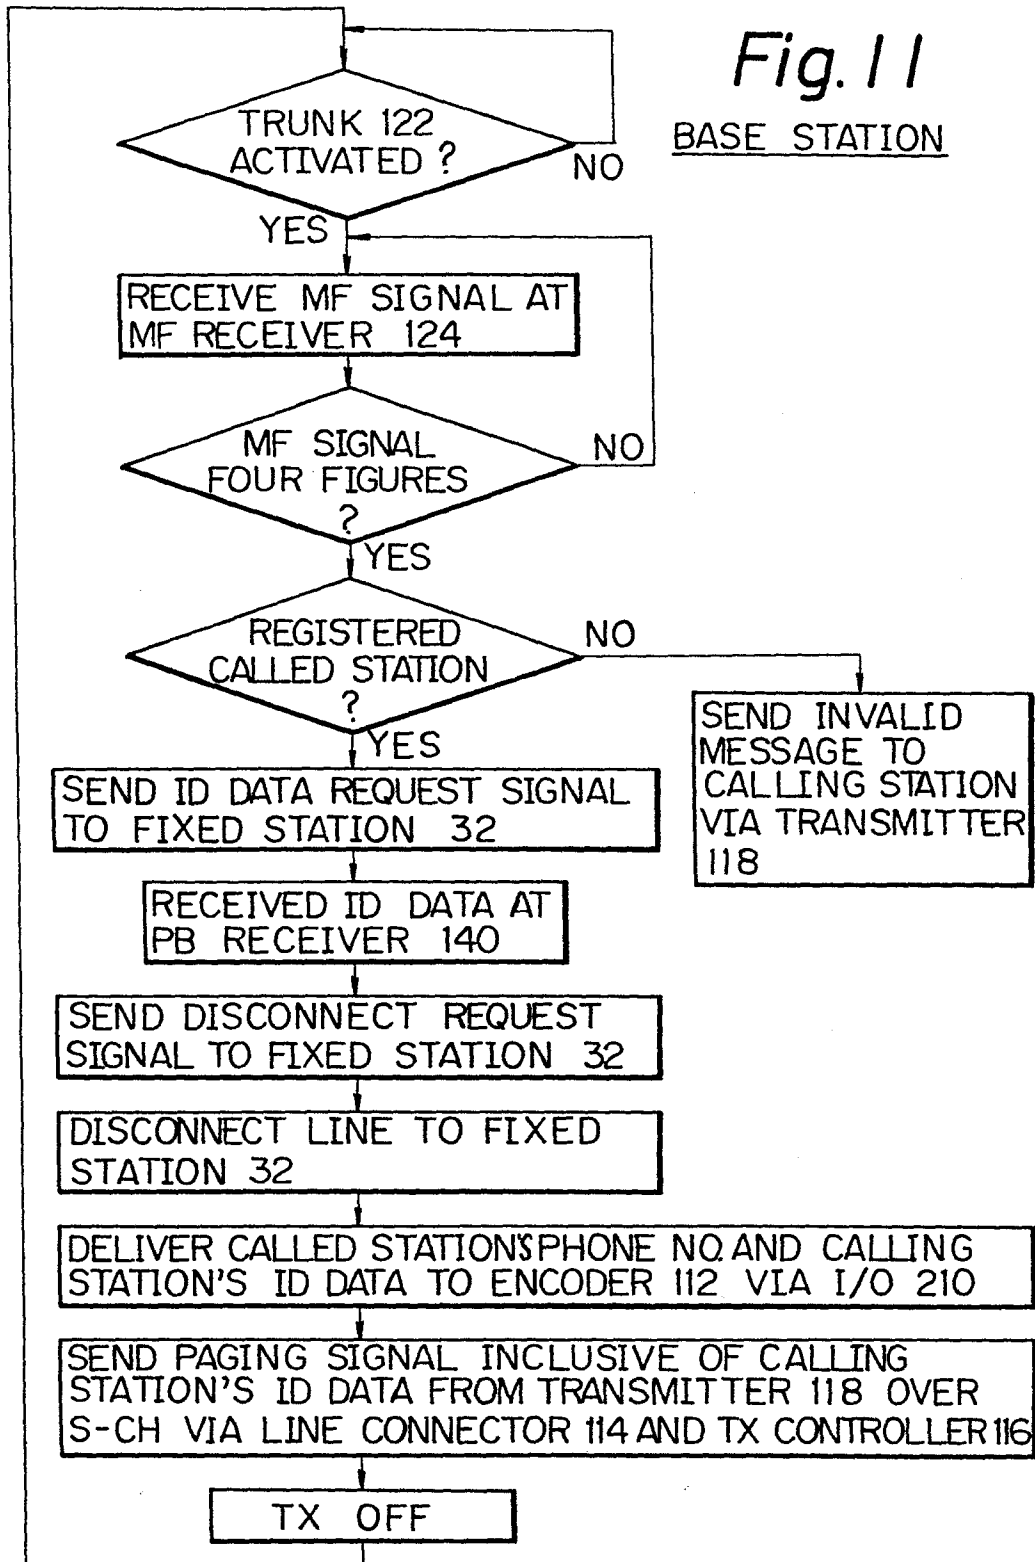 Fig. 11
BASE STATION
TRUNK 122
ACTIVATED ?
NO
YES
RECEIVE MF SIGNAL AT
MF RECEIVER 124
MF SIGNAL
FOUR FIGURES
?
NO
YES
REGISTERED
CALLED STATION
?
NO
YES
SEND INVALID
MESSAGE TO
CALLING STATION
VIA TRANSMITTER
118
SEND ID DATA REQUEST SIGNAL
TO FIXED STATION 32
RECEIVED ID DATA AT
PB RECEIVER 140
SEND DISCONNECT REQUEST
SIGNAL TO FIXED STATION 32
DISCONNECT LINE TO FIXED
STATION 32
DELIVER CALLED STATION'S PHONE NO. AND CALLING
STATION'S ID DATA TO ENCODER 112 VIA I/O 210
SEND PAGING SIGNAL INCLUSIVE OF CALLING
STATION'S ID DATA FROM TRANSMITTER 118 OVER
S-CH VIA LINE CONNECTOR 114 AND TX CONTROLLER 116
TX OFF